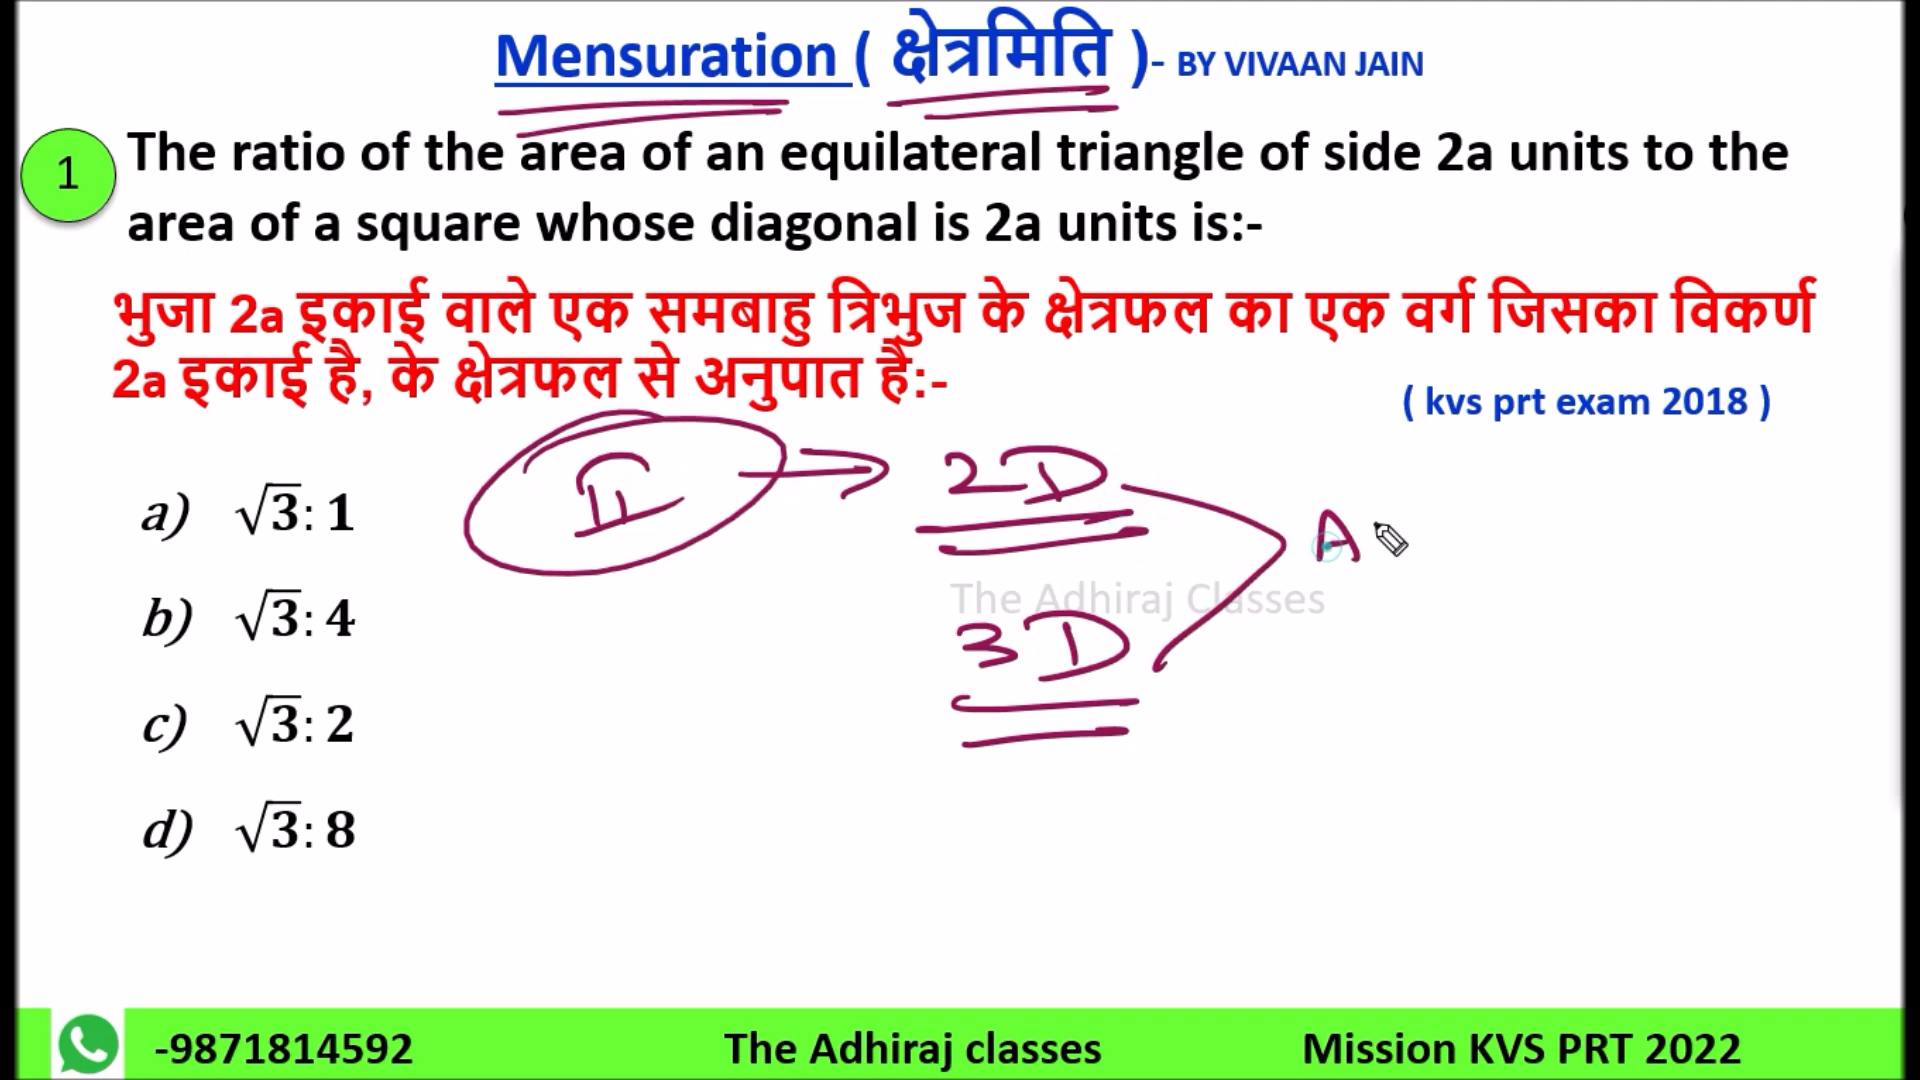 Mensuration ( क्षेत्रमिति )- BY VIVAAN JAIN
1
The ratio of the area of an equilateral triangle of side 2a units to the
area of a square whose diagonal is 2a units is:-
भुजा 2a इकाई वाले एक समबाहु त्रिभुज के क्षेत्रफल का एक वर्ग जिसका विकर्ण
2a इकाई है, के क्षेत्रफल से अनुपात है:-
( kvs prt exam 2018 )
a) √3: 1
b) √3: 4
c) √3: 2
d) √3: 8
2D
A
The Adhiraj Classes
3D
-9871814592 The Adhiraj classes Mission KVS PRT 2022